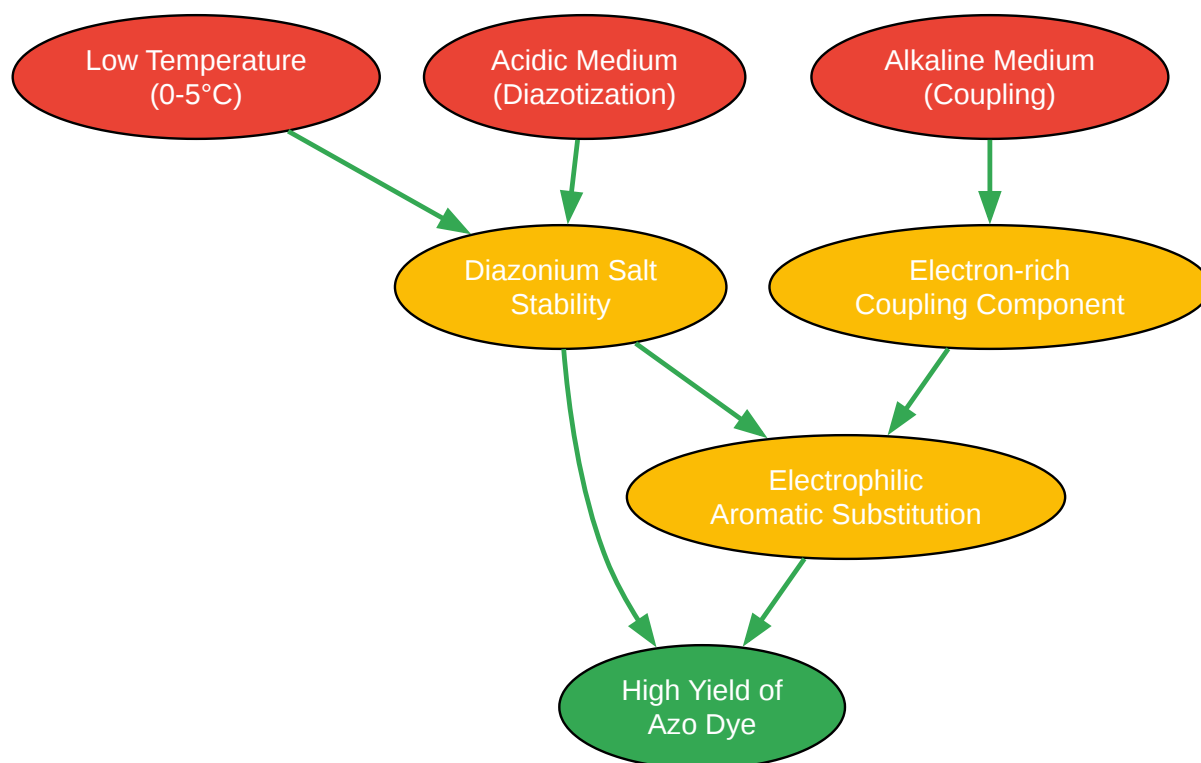 Low Temperature
(0-5°C)
Acidic Medium
(Diazotization)
Alkaline Medium
(Coupling)
Diazonium Salt
Stability
Electron-rich
Coupling Component
Electrophilic
Aromatic Substitution
High Yield of
Azo Dye